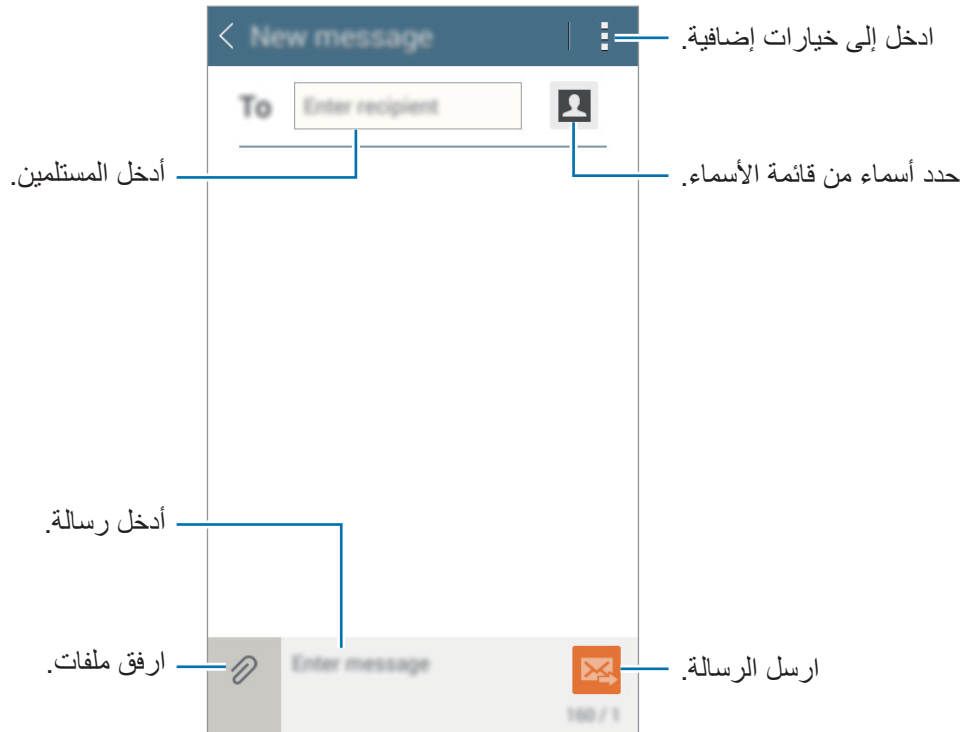 New message
ادخل إلى خيارات إضافية.
To
Enter recipient
أدخل المستلمين.
حدد أسماء من قائمة الأسماء.
أدخل رسالة.
Enter message
ارفق ملفات.
ارسل الرسالة.
160 / 1